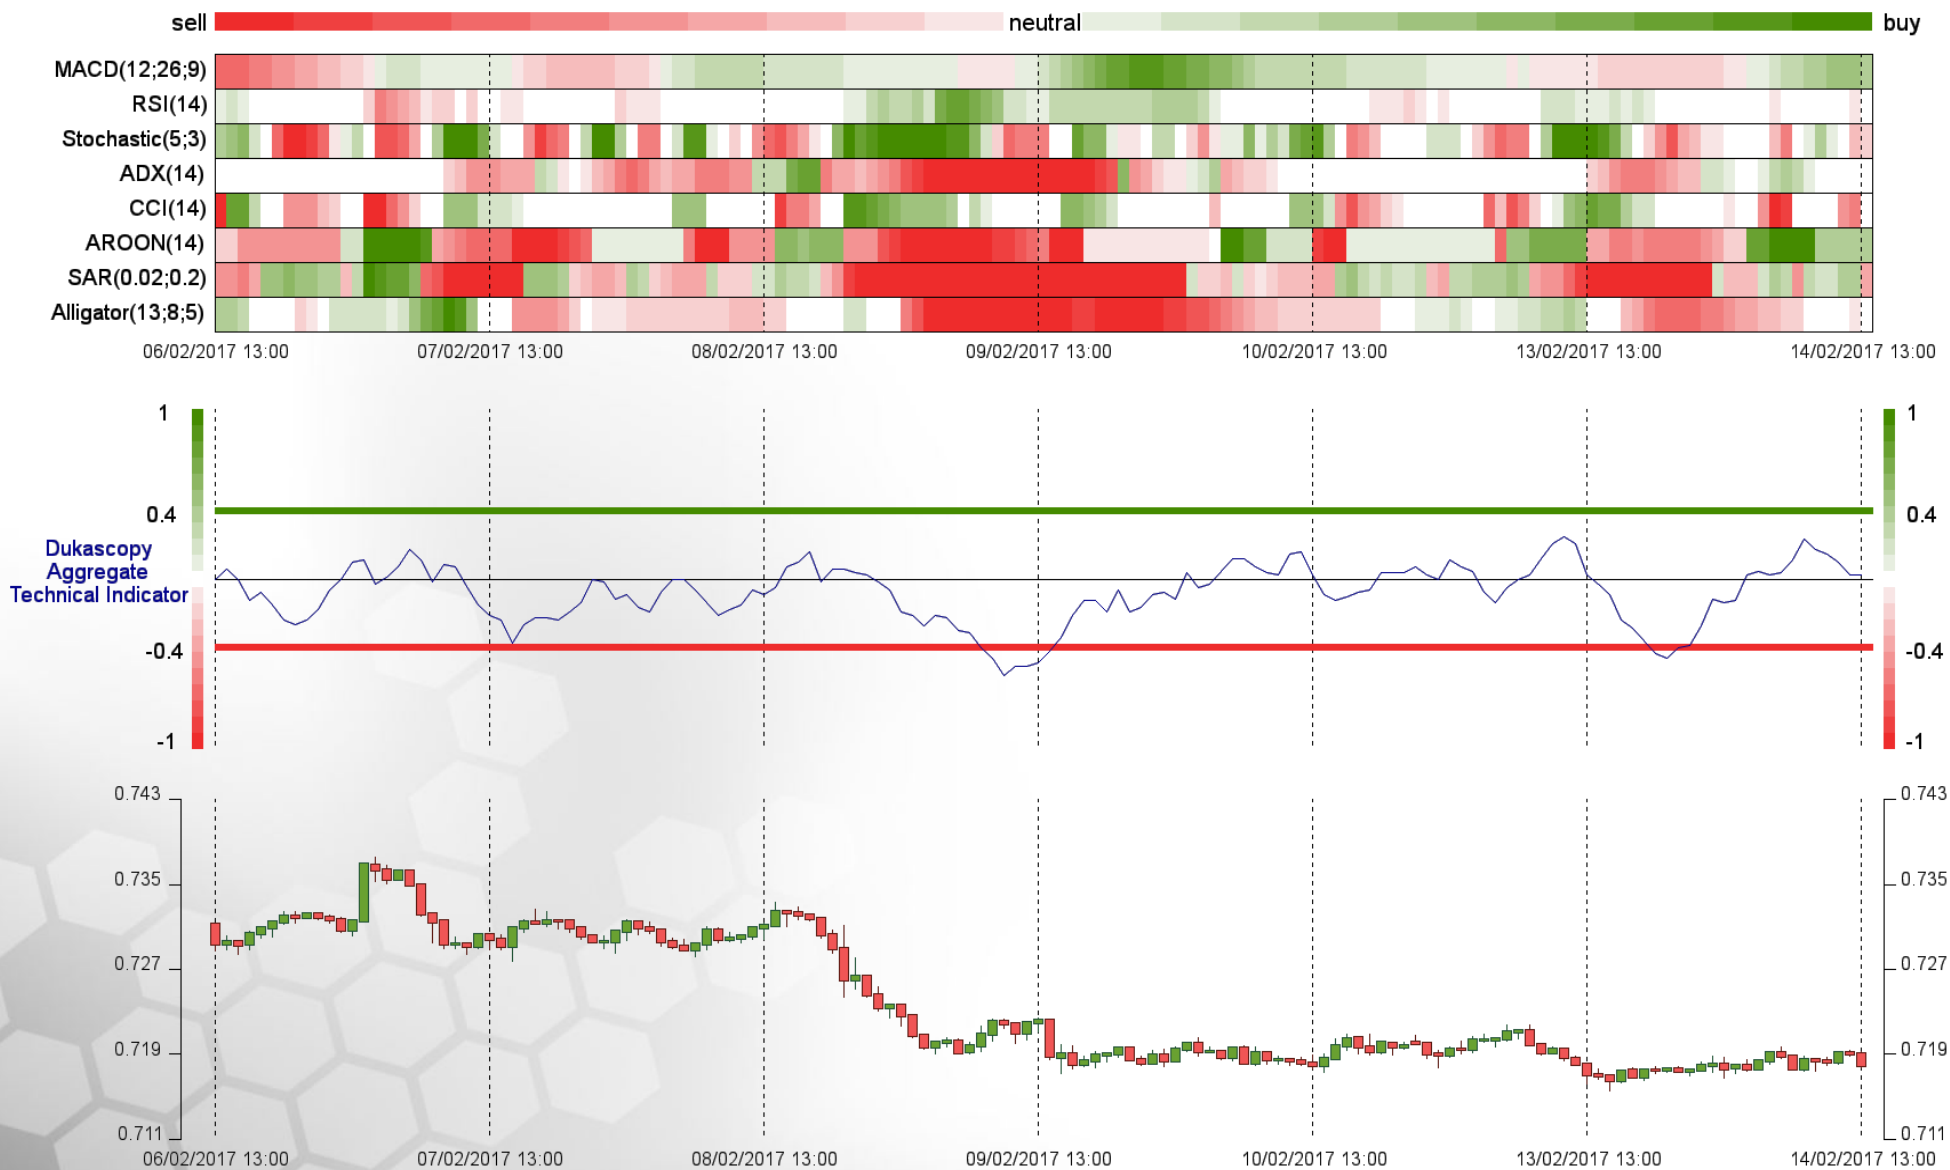 sell neutral buy
MACD(12;26;9)
RSI(14)
Stochastic(5;3)
ADX(14)
CCI(14)
AROON(14)
SAR(0.02;0.2)
Alligator(13;8;5)
06/02/2017 13:00 07/02/2017 13:00 08/02/2017 13:00 09/02/2017 13:00 10/02/2017 13:00 13/02/2017 13:00 14/02/2017 13:00
1 1
0.4 0.4
Dukascopy
Aggregate
Technical Indicator
-0.4 -0.4
-1 -1
0.743 0.743
0.735 0.735
0.727 0.727
0.719 0.719
0.711 0.711
06/02/2017 13:00 07/02/2017 13:00 08/02/2017 13:00 09/02/2017 13:00 10/02/2017 13:00 13/02/2017 13:00 14/02/2017 13:00